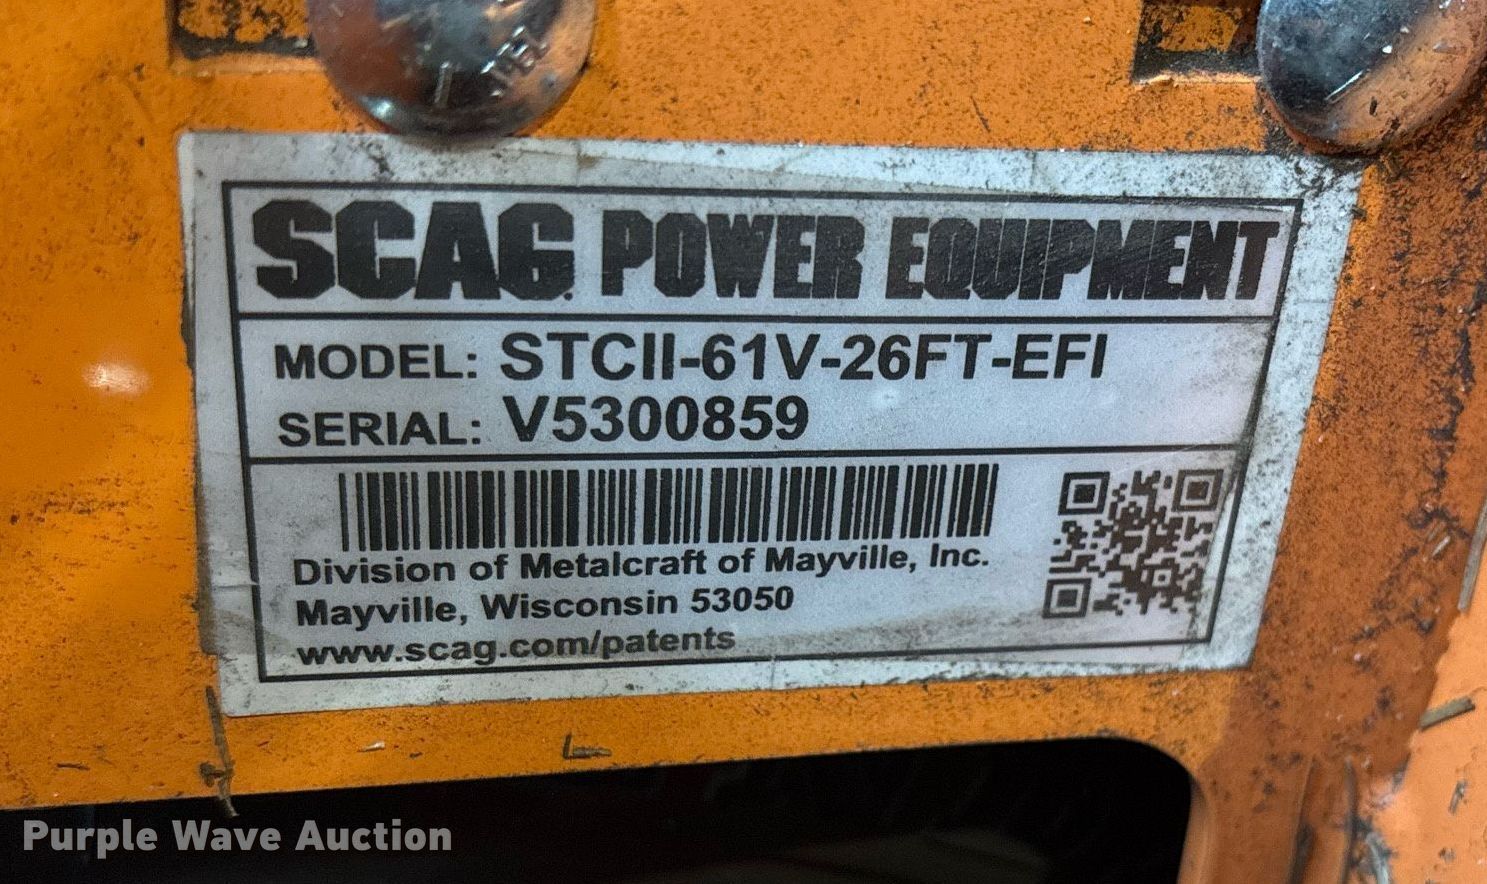 SCAG POWER EQUIPMENT
MODEL: STCII-61V-26FT-EFI
SERIAL: V5300859
Division of Metalcraft of Mayville, Inc.
Mayville, Wisconsin 53050
www.scag.com/patents
Purple Wave Auction